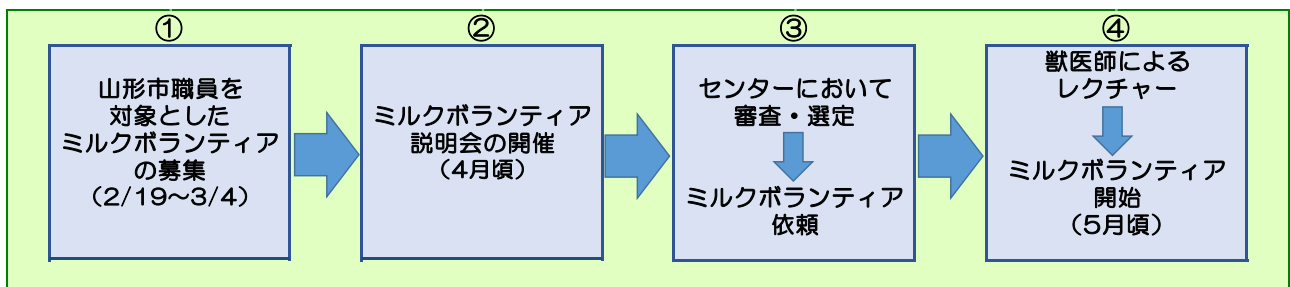 ①
山形市職員を
対象とした
ミルクボランティア
の募集
(2/19~3/4)
②
ミルクボランティア
説明会の開催
(4月頃)
③
センターにおいて
審査・選定
ミルクボランティア
依頼
④
獣医師による
レクチャー
ミルクボランティア
開始
(5月頃)